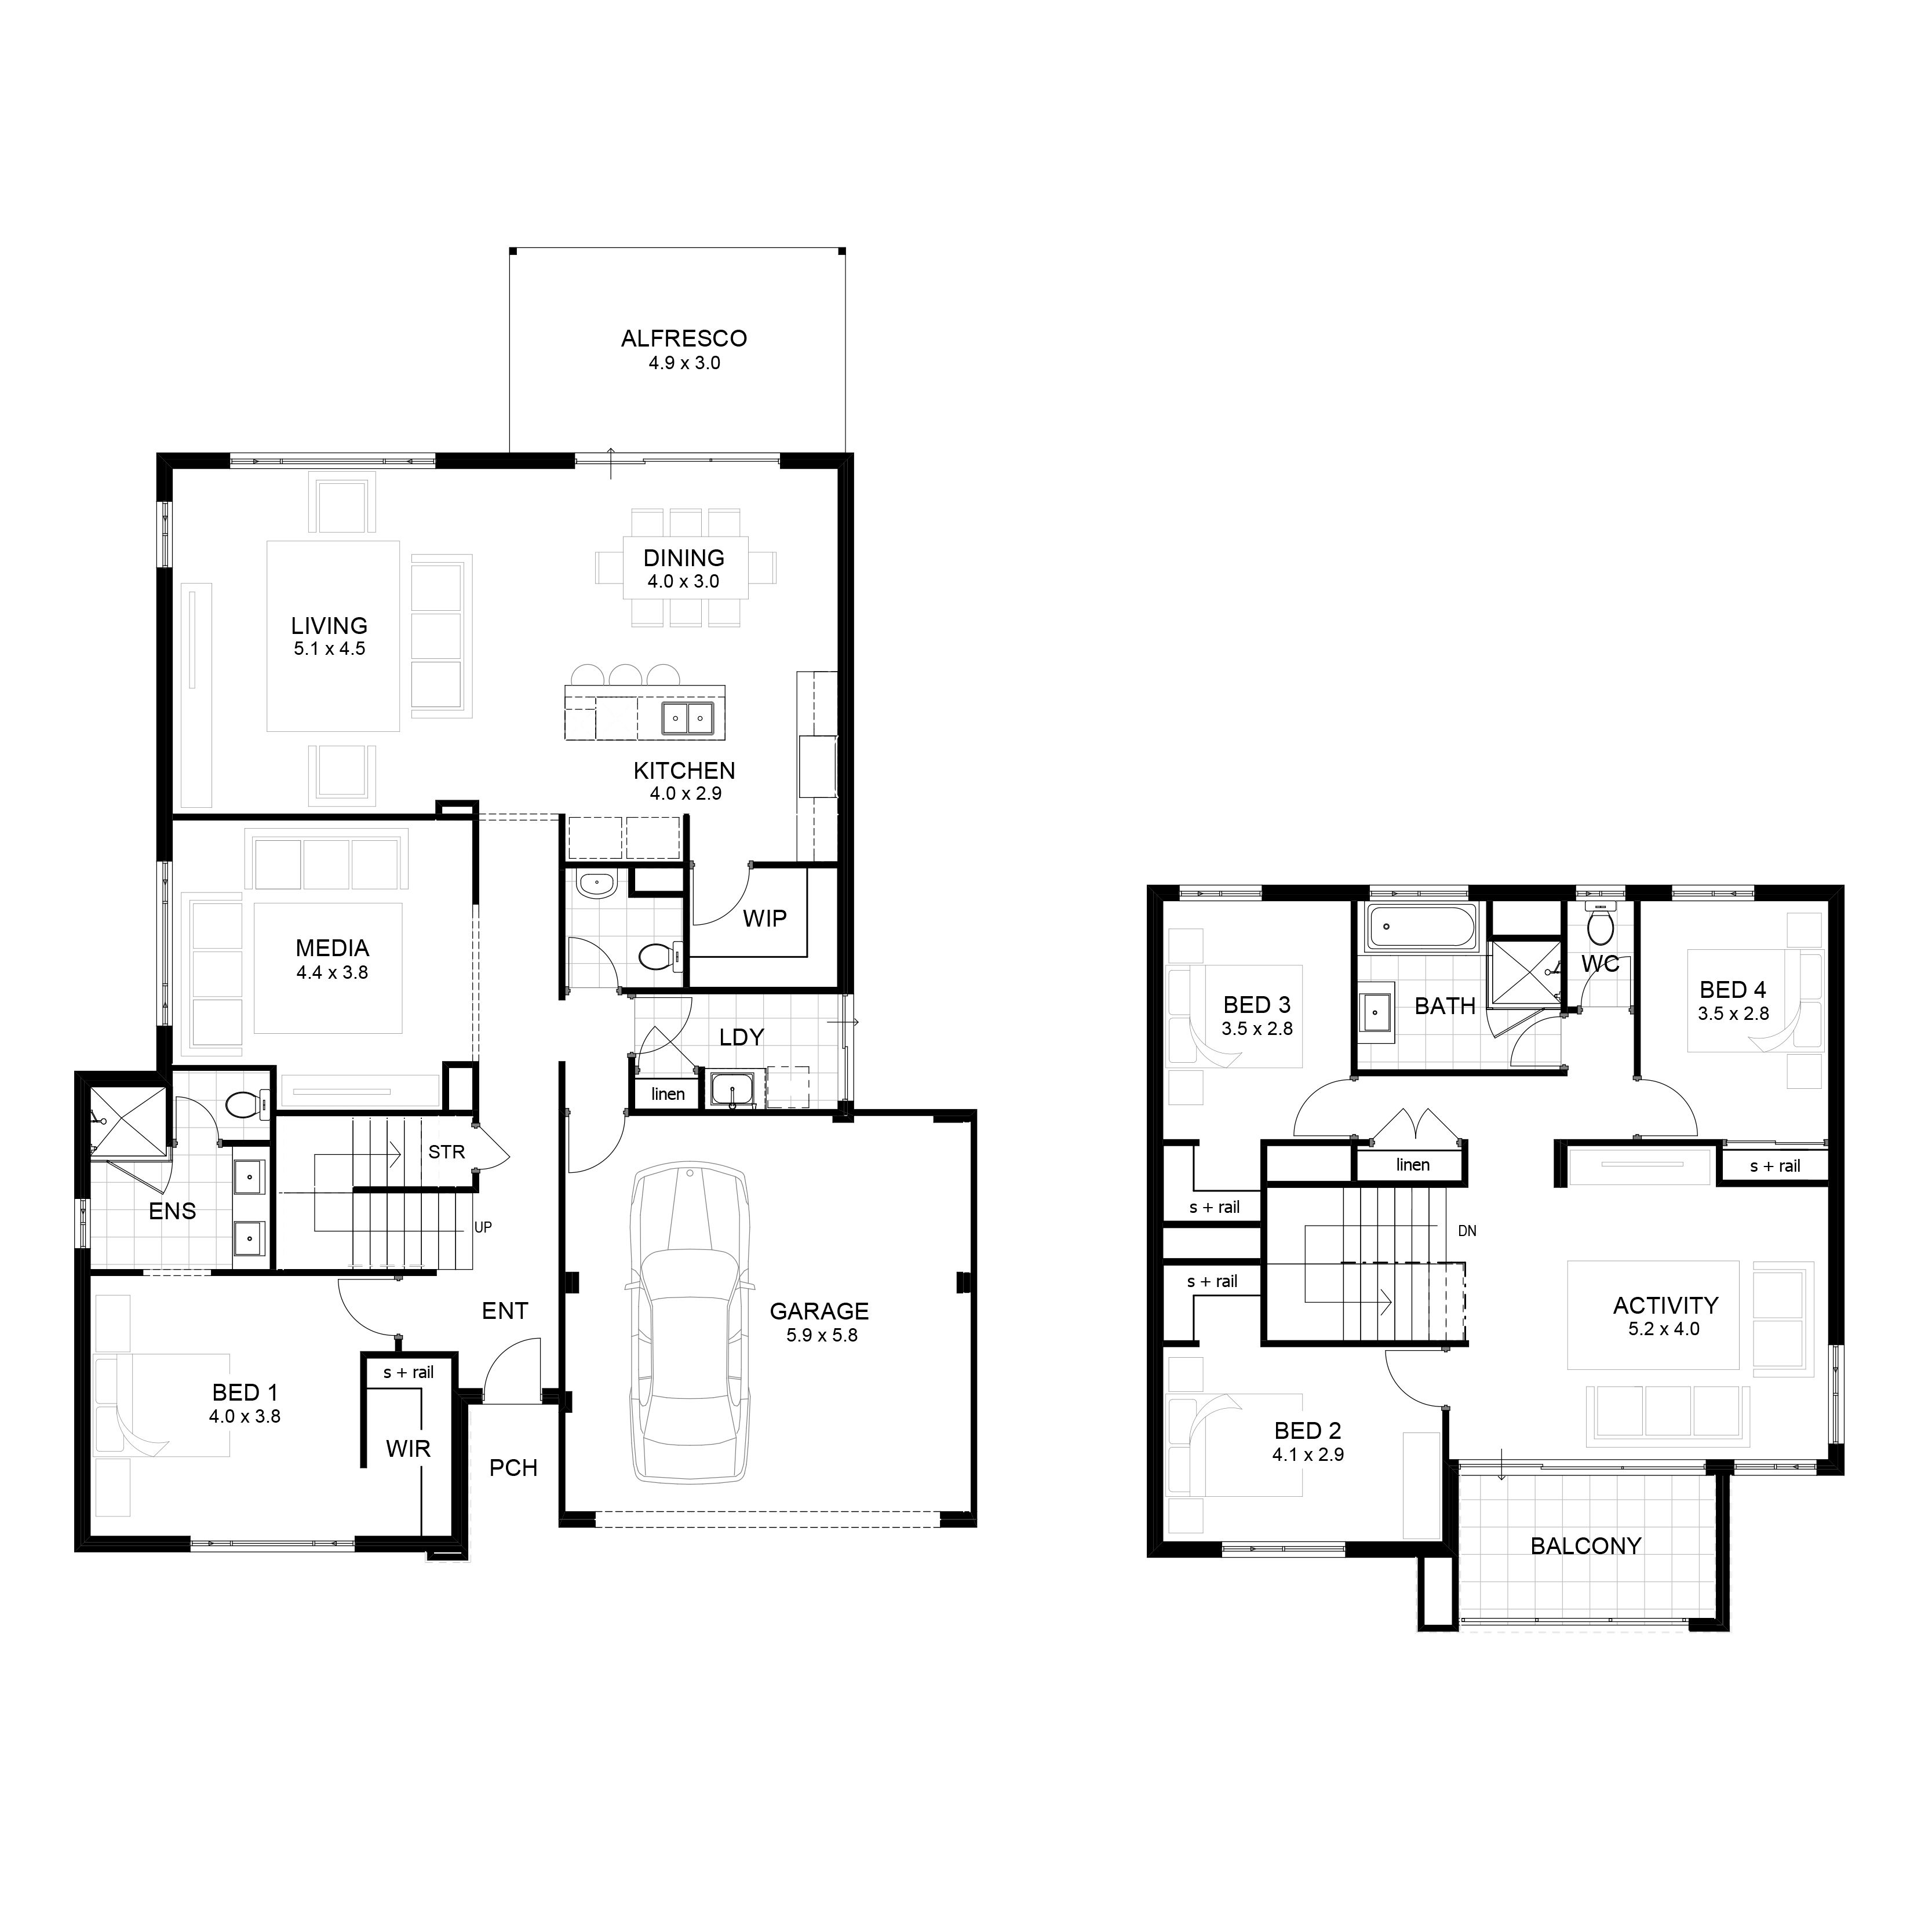 ALFRESCO
4.9 x 3.0
DINING
4.0 x 3.0
LIVING
5.1 x 4.5
KITCHEN
4.0 x 2.9
WIP
MEDIA
4.4 x 3.8
LDY
linen
STR
UP
ENS
ENT
GARAGE
5.9 x 5.8
s + rail
BED 1
4.0 x 3.8
WIR
PCH
WC
BED 3
3.5 x 2.8
BATH
BED 4
3.5 x 2.8
linen
s + rail
s + rail
DN
s + rail
ACTIVITY
5.2 x 4.0
BED 2
4.1 x 2.9
BALCONY